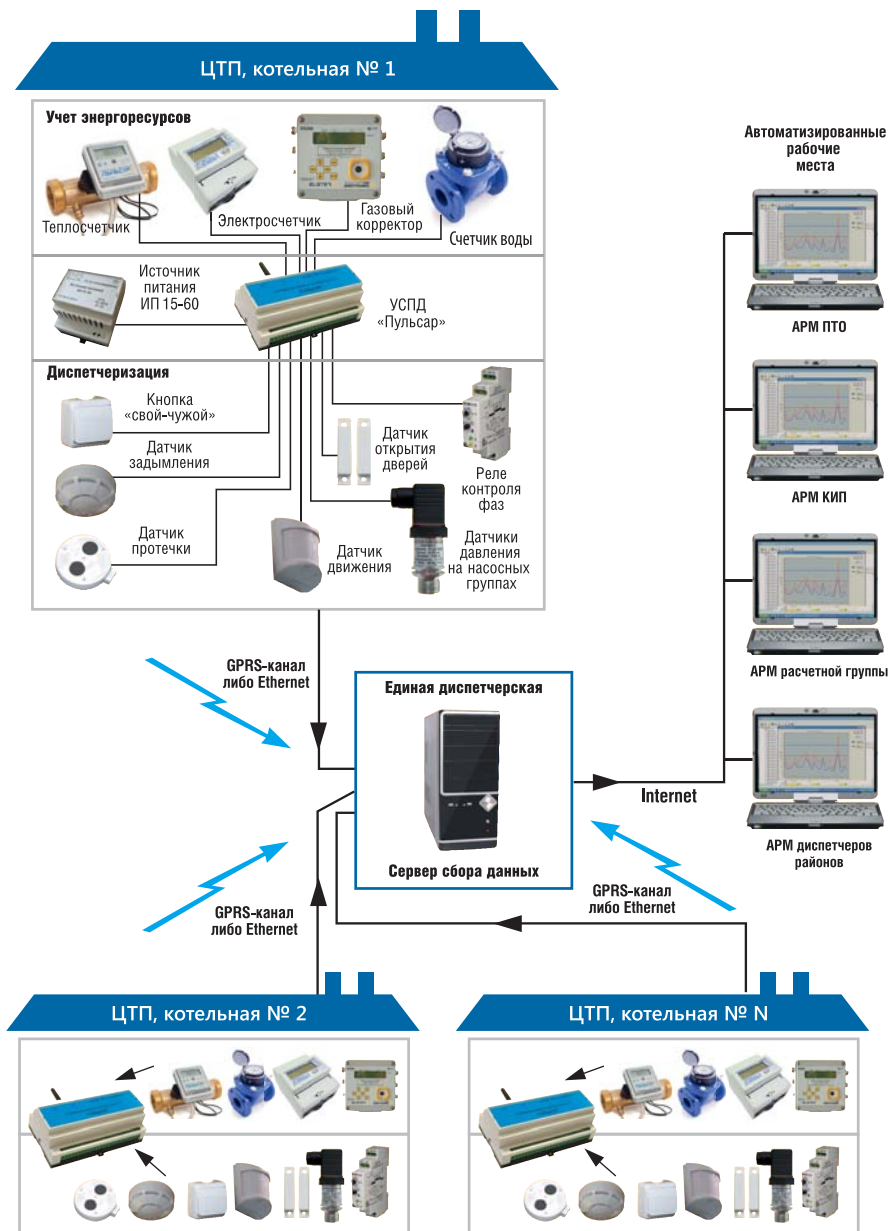 ЦТП, котельная № 1
Учет энергоресурсов
Теплосчетчик
Электросчетчик
Газовый
корректор
Счетчик воды
Источник
питания
ИП 15-60
УСПД
«Пульсар»
Диспетчеризация
Кнопка
«свой-чужой»
Датчик
задымления
Датчик
протечки
Датчик
движения
Датчик
открытия
дверей
Реле
контроля
фаз
Датчики
давления
на насосных
группах
Автоматизированные
рабочие
места
АРМ ПТО
АРМ КИП
АРМ расчетной группы
АРМ диспетчеров
районов
GPRS-канал
либо Ethernet
Единая диспетчерская
Сервер сбора данных
Internet
GPRS-канал
либо Ethernet
GPRS-канал
либо Ethernet
ЦТП, котельная № 2
ЦТП, котельная № N